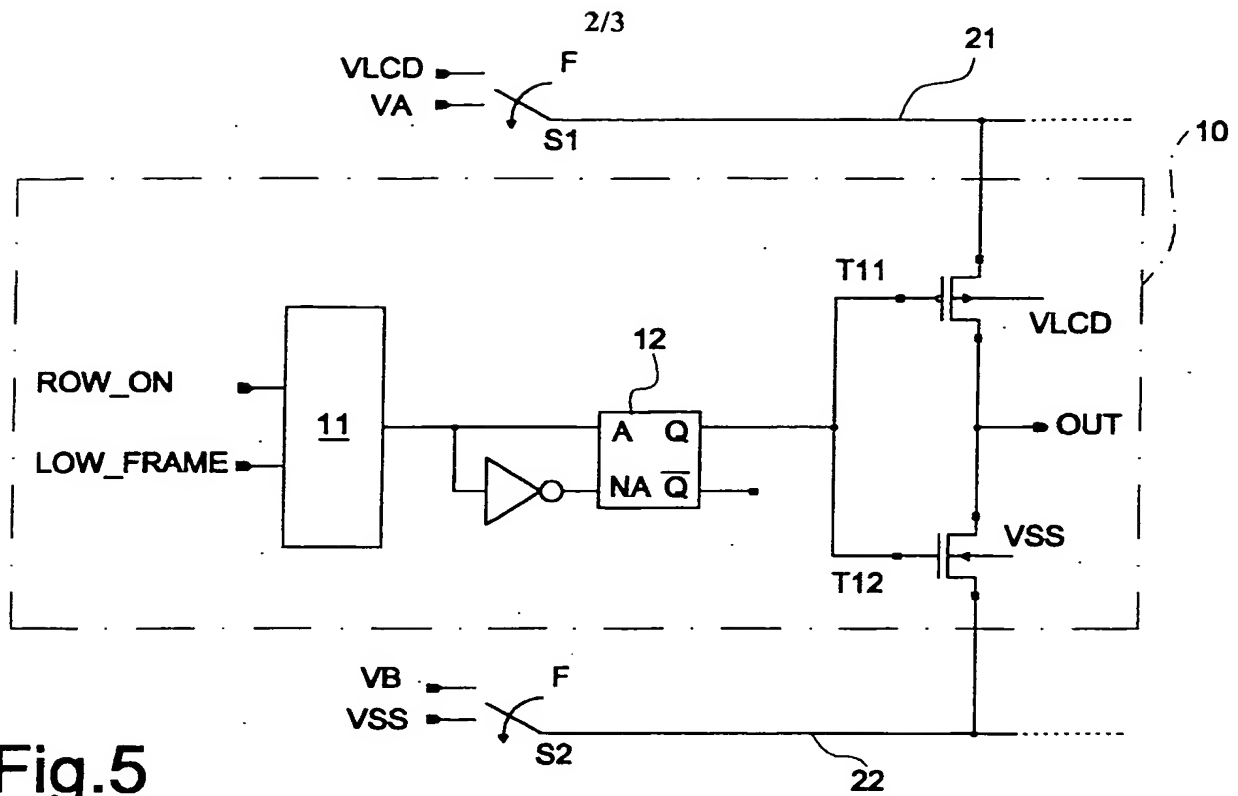 2/3
VLCD
F
21
VA
S1
10
T11
VLCD
12
ROW_ON
11
A Q
OUT
LOW_FRAME
NA Q̅
VSS
T12
VB
F
VSS
S2
22
Fig.5